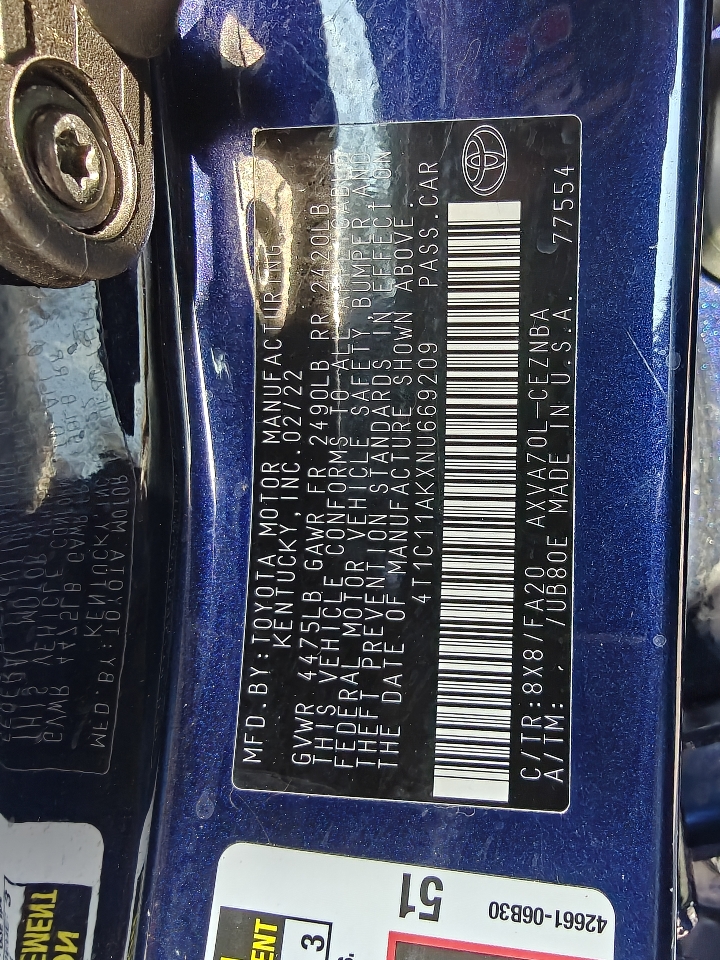 MFD.BY:TOYOTA MOTOR MANUFACTURING
KENTUCKY,INC.02/22
GVWR 4475LB GAWR FR 2490LB RR 2420LB
THIS VEHICLE CONFORMS TO ALL APPLICABLE
FEDERAL MOTOR VEHICLE SAFETY,BUMPER AND
THEFT PREVENTION STANDARDS IN EFFECT ON
THE DATE OF MANUFACTURE SHOWN ABOVE.
4T1C11AKXNU669209 PASS.CAR
C/TR:8X8/FA20 AXVA70L-CEZNBA
A/TM: , /UB80E MADE IN U.S.A. 77554
51
42661-06B30
3